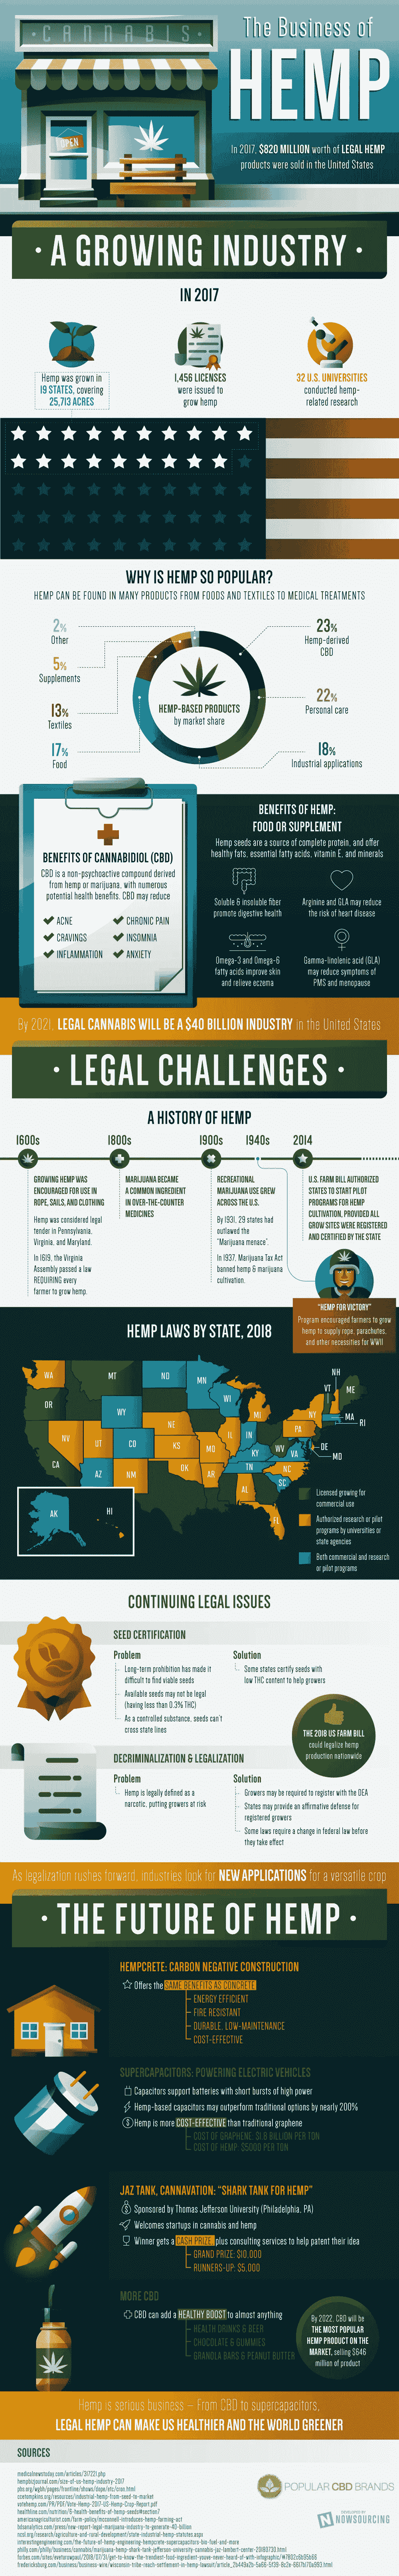 CANNABIS
The Business of
HEMP
OPEN
In 2017, $820 MILLION worth of LEGAL HEMP
products were sold in the United States
A GROWING INDUSTRY
IN 2017
Hemp was grown in
19 STATES, covering
25,713 ACRES
1,456 LICENSES
were issued to
grow hemp
32 U.S. UNIVERSITIES
conducted hemp-
related research
WHY IS HEMP SO POPULAR?
HEMP CAN BE FOUND IN MANY PRODUCTS FROM FOODS AND TEXTILES TO MEDICAL TREATMENTS
2%
Other
5%
Supplements
13%
Textiles
17%
Food
HEMP-BASED PRODUCTS
by market share
23%
Hemp-derived
CBD
22%
Personal care
18%
Industrial applications
BENEFITS OF CANNABIDIOL (CBD)
CBD is a non-psychoactive compound derived
from hemp or marijuana, with numerous
potential health benefits. CBD may reduce
ACNE
CRAVINGS
INFLAMMATION
CHRONIC PAIN
INSOMNIA
ANXIETY
BENEFITS OF HEMP:
FOOD OR SUPPLEMENT
Hemp seeds are a source of complete protein, and offer
healthy fats, essential fatty acids, vitamin E, and minerals
Soluble & insoluble fiber
promote digestive health
Arginine and GLA may reduce
the risk of heart disease
Omega-3 and Omega-6
fatty acids improve skin
and relieve eczema
Gamma-linolenic acid (GLA)
may reduce symptoms of
PMS and menopause
By 2021, LEGAL CANNABIS WILL BE A $40 BILLION INDUSTRY in the United States
LEGAL CHALLENGES
A HISTORY OF HEMP
1600s
GROWING HEMP WAS
ENCOURAGED FOR USE IN
ROPE, SAILS, AND CLOTHING
Hemp was considered legal
tender in Pennsylvania,
Virginia, and Maryland.
In 1619, the Virginia
Assembly passed a law
REQUIRING every
farmer to grow hemp.
1800s
MARIJUANA BECAME
A COMMON INGREDIENT
IN OVER-THE-COUNTER
MEDICINES
1900s
RECREATIONAL
MARIJUANA USE GREW
ACROSS THE U.S.
By 1931, 29 states had
outlawed the
"Marijuana menace".
In 1937, Marijuana Tax Act
banned hemp & marijuana
cultivation.
1940s
"HEMP FOR VICTORY"
Program encouraged farmers to grow
hemp to supply rope, parachutes,
and other necessities for WWII
2014
U.S. FARM BILL AUTHORIZED
STATES TO START PILOT
PROGRAMS FOR HEMP
CULTIVATION, PROVIDED ALL
GROW SITES WERE REGISTERED
AND CERTIFIED BY THE STATE
HEMP LAWS BY STATE, 2018
WA
MT
ND
MN
NH
VT
ME
OR
WY
WI
MI
NY
MA
RI
NE
PA
NV
UT
CO
KS
MO
IL
IN
KY
WV
VA
DE
MD
CA
AZ
NM
OK
AR
TN
NC
SC
AL
FL
AK
HI
Licensed growing for
commercial use
Authorized research or pilot
programs by universities or
state agencies
Both commercial and research
or pilot programs
CONTINUING LEGAL ISSUES
SEED CERTIFICATION
Problem
Long-term prohibition has made it
difficult to find viable seeds
Available seeds may not be legal
(having less than 0.3% THC)
As a controlled substance, seeds can't
cross state lines
Solution
Some states certify seeds with
low THC content to help growers
THE 2018 US FARM BILL
could legalize hemp
production nationwide
DECRIMINALIZATION & LEGALIZATION
Problem
Hemp is legally defined as a
narcotic, putting growers at risk
Solution
Growers may be required to register with the DEA
States may provide an affirmative defense for
registered growers
Some laws require a change in federal law before
they take effect
As legalization rushes forward, industries look for NEW APPLICATIONS for a versatile crop
THE FUTURE OF HEMP
HEMPCRETE: CARBON NEGATIVE CONSTRUCTION
Offers the SAME BENEFITS AS CONCRETE
ENERGY EFFICIENT
FIRE RESISTANT
DURABLE, LOW-MAINTENANCE
COST-EFFECTIVE
SUPERCAPACITORS: POWERING ELECTRIC VEHICLES
Capacitors support batteries with short bursts of high power
Hemp-based capacitors may outperform traditional options by nearly 200%
Hemp is more COST-EFFECTIVE than traditional graphene
COST OF GRAPHENE: $1.8 BILLION PER TON
COST OF HEMP: $5000 PER TON
JAZ TANK, CANNAVATION: "SHARK TANK FOR HEMP"
Sponsored by Thomas Jefferson University (Philadelphia, PA)
Welcomes startups in cannabis and hemp
Winner gets a CASH PRIZE, plus consulting services to help patent their idea
GRAND PRIZE: $10,000
RUNNERS-UP: $5,000
MORE CBD
CBD can add a HEALTHY BOOST to almost anything
HEALTH DRINKS & BEER
CHOCOLATE & GUMMIES
GRANOLA BARS & PEANUT BUTTER
By 2022, CBD will be
THE MOST POPULAR
HEMP PRODUCT ON THE
MARKET, selling $646
million of product
Hemp is serious business – From CBD to supercapacitors,
LEGAL HEMP CAN MAKE US HEALTHIER AND THE WORLD GREENER
SOURCES
medicalnewstoday.com/articles/317221.php
hempbizjournal.com/size-of-us-hemp-industry-2017
votehemp.com/PR/PDF/Vote-Hemp-2017-US-Hemp-Crop-Report.pdf
POPULAR CBD BRANDS
DEVELOPED BY
NOWSOURCING